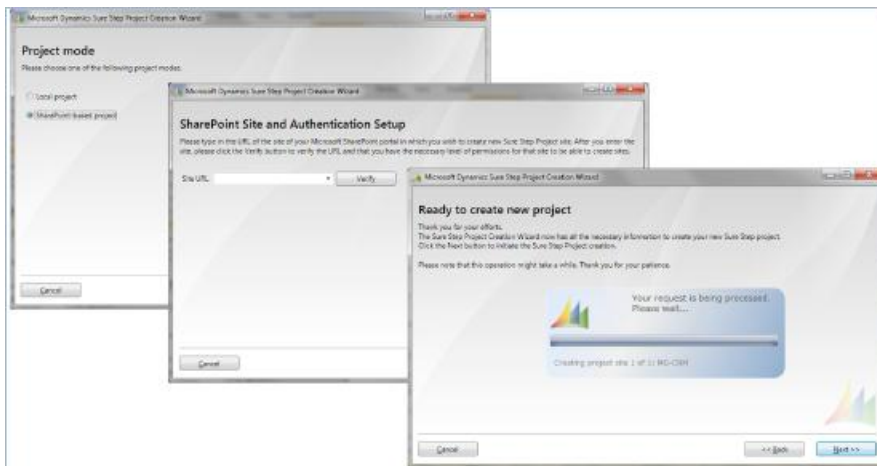 Microsoft Dynamics Sure Step Project Creation Wizard
Project mode
Please choose one of the following project modes.
Local project
SharePoint based project
Cancel
Microsoft Dynamics Sure Step Project Creation Wizard
SharePoint Site and Authentication Setup
Please type in the URL of the site of your Microsoft SharePoint portal in which you wish to create new Sure Step Project site. After you enter the
site, please click the Verify button to verify the URL and that you have the necessary level of permissions for that site to be able to create sites.
Site URL
Verify
Cancel
Microsoft Dynamics Sure Step Project Creation Wizard
Ready to create new project
Thank you for your efforts.
The Sure Step Project Creation Wizard now has all the necessary information to create your new Sure Step project.
Click the Next button to initiate the Sure Step Project creation.
Please note that this operation might take a while. Thank you for your patience.
Your request is being processed.
Please wait...
Creating project site 1 of 1:
Cancel
<< Back
Next >>